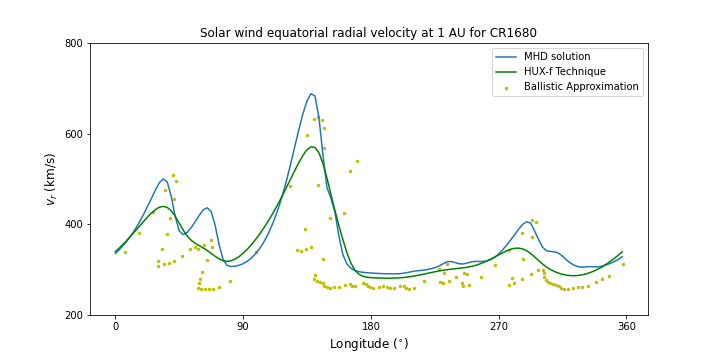 Solar wind equatorial radial velocity at 1 AU for CR1680
800
600
400
200
v_r (km/s)
MHD solution
HUX-f Technique
Ballistic Approximation
0 90 180 270 360
Longitude (°)